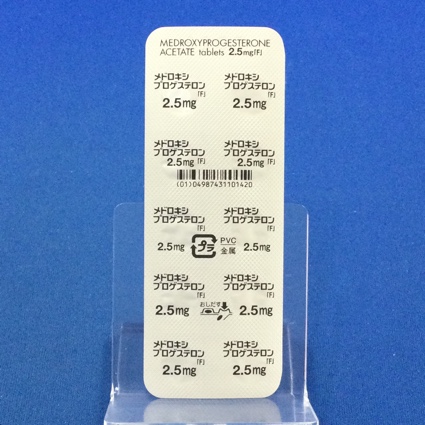 MEDROXYPROGESTERONE
ACETATE tablets 2.5mg「F」
メドロキシ メドロキシ
プロゲステロン プロゲステロン
「F」 「F」
2.5mg 2.5mg
メドロキシ メドロキシ
プロゲステロン プロゲステロン
2.5mg「F」 2.5mg「F」
(01)04987431101420
メドロキシ メドロキシ
プロゲステロン プロゲステロン
「F」 「F」
2.5mg プラ PVC 2.5mg
金属
メドロキシ メドロキシ
プロゲステロン プロゲステロン
「F」 おしだす 「F」
2.5mg 2.5mg
メドロキシ メドロキシ
プロゲステロン プロゲステロン
「F」 「F」
2.5mg 2.5mg